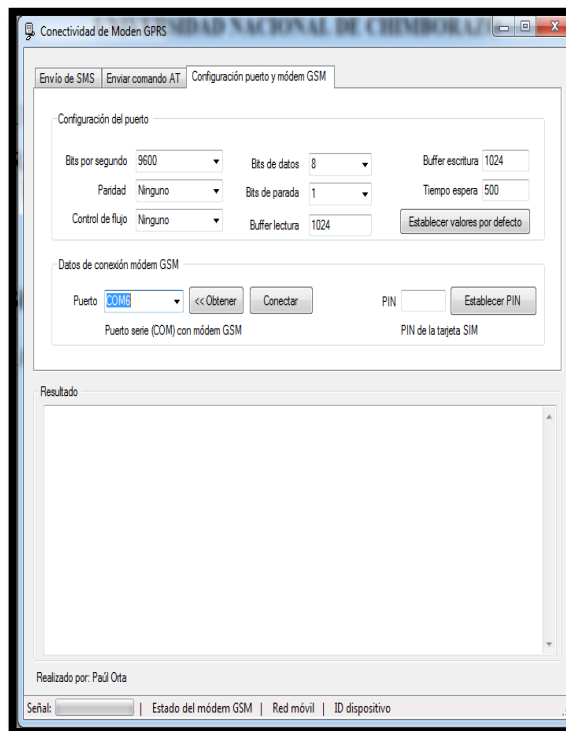 UNIVERSIDAD NACIONAL DE CHIMBORAZO
Conectividad de Moden GPRS
Envío de SMS Enviar comando AT Configuración puerto y módem GSM
Configuración del puerto
Bits por segundo 9600 Bits de datos 8 Buffer escritura 1024
Paridad Ninguno Bits de parada 1 Tiempo espera 500
Control de flujo Ninguno Buffer lectura 1024 Establecer valores por defecto
Datos de conexión módem GSM
Puerto COM6 << Obtener Conectar PIN Establecer PIN
Puerto serie (COM) con módem GSM PIN de la tarjeta SIM
Resultado
Realizado por: Paúl Orta
Señal: | Estado del módem GSM | Red móvil | ID dispositivo